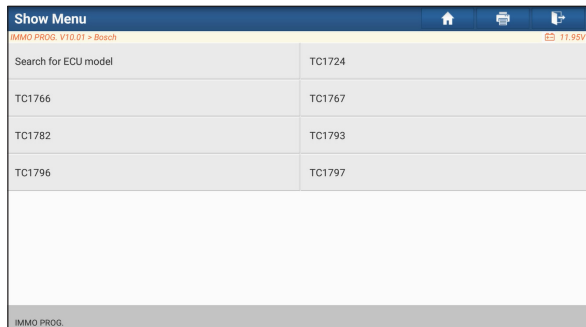 Show Menu
IMMO PROG. V10.01 > Bosch
11.95V
Search for ECU model
TC1724
TC1766
TC1767
TC1782
TC1793
TC1796
TC1797
IMMO PROG.